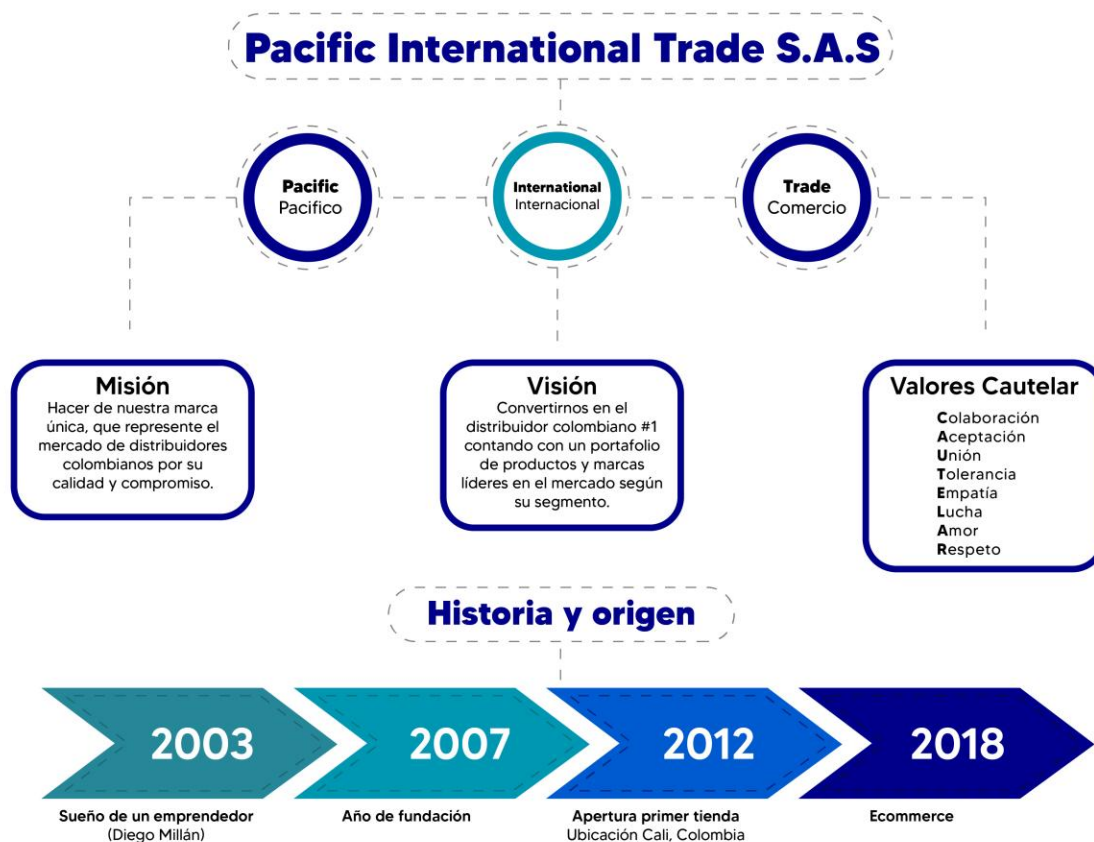 Pacific International Trade S.A.S
Pacific
Pacifico
International
Internacional
Trade
Comercio
Misión
Hacer de nuestra marca
única, que represente el
mercado de distribuidores
colombianos por su
calidad y compromiso.
Visión
Convertirnos en el
distribuidor colombiano #1
contando con un portafolio
de productos y marcas
líderes en el mercado según
su segmento.
Valores Cautelar
Colaboración
Aceptación
Unión
Tolerancia
Empatía
Lucha
Amor
Respeto
Historia y origen
2003
Sueño de un emprendedor
(Diego Millán)
2007
Año de fundación
2012
Apertura primer tienda
Ubicación Cali, Colombia
2018
Ecommerce